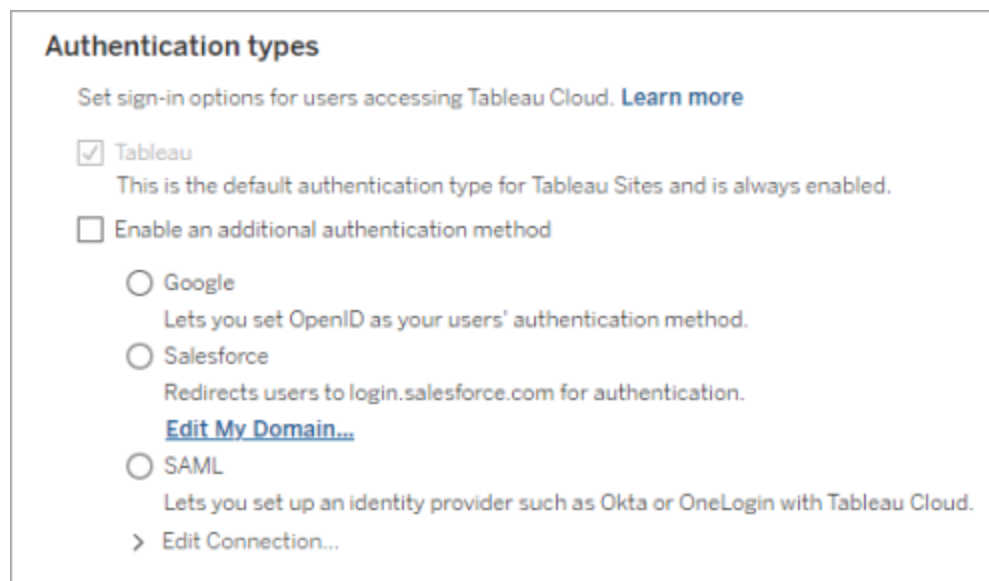 Authentication types
Set sign-in options for users accessing Tableau Cloud. Learn more
Tableau
This is the default authentication type for Tableau Sites and is always enabled.
Enable an additional authentication method
Google
Lets you set OpenID as your users' authentication method.
Salesforce
Redirects users to login.salesforce.com for authentication.
Edit My Domain...
SAML
Lets you set up an identity provider such as Okta or OneLogin with Tableau Cloud.
Edit Connection...